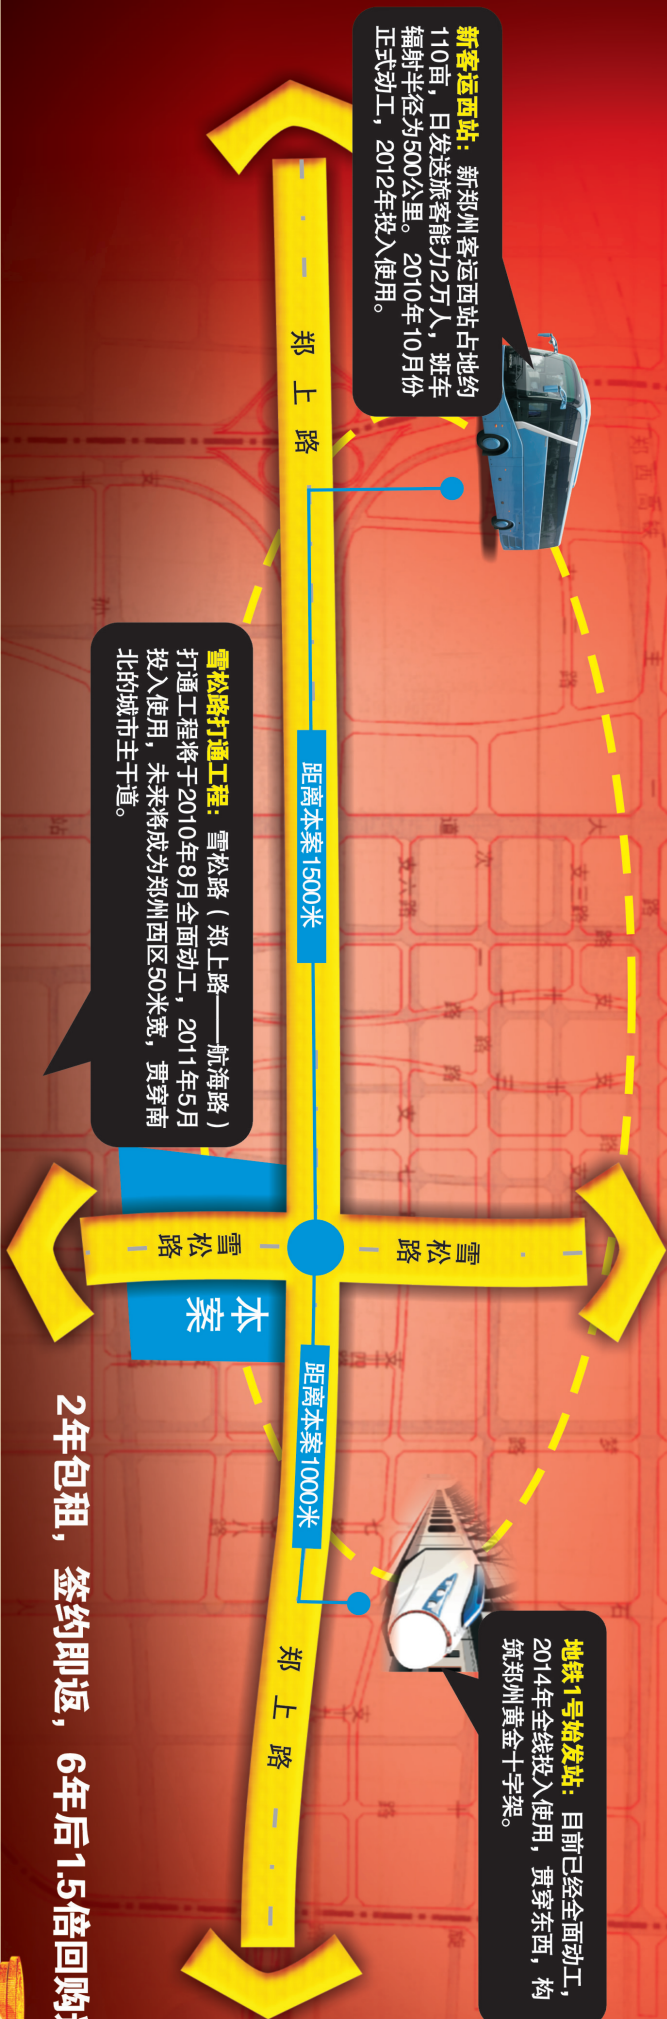 新客运西站：新郑州客运西站占地约
110亩，日发送旅客能力2万人，班车
辐射半径为500公里。2010年10月份
正式动工，2012年投入使用。
郑上路
距离本案1500米
雪松路打通工程：雪松路（郑上路——航海路）
打通工程将于2010年8月全面动工，2011年5月
投入使用，未来将成为郑州西区50米宽，贯穿南
北的城市主干道。
雪松路
雪松路
本案
距离本案1000米
郑上路
地铁1号始发站：目前已经全面动工，
2014年全线投入使用，贯穿东西，构
筑郑州黄金十字架。
2年包租，签约即返，6年后1.5倍回购